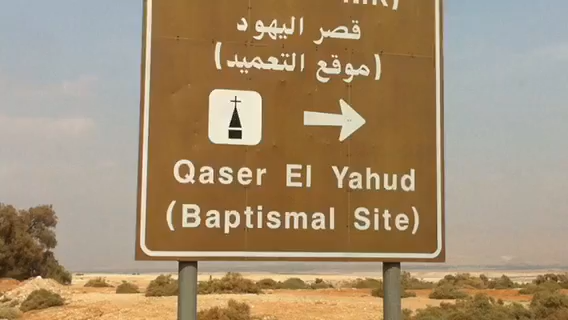 قصر اليهود
(موقع التعميد)
Qaser El Yahud
(Baptismal Site)